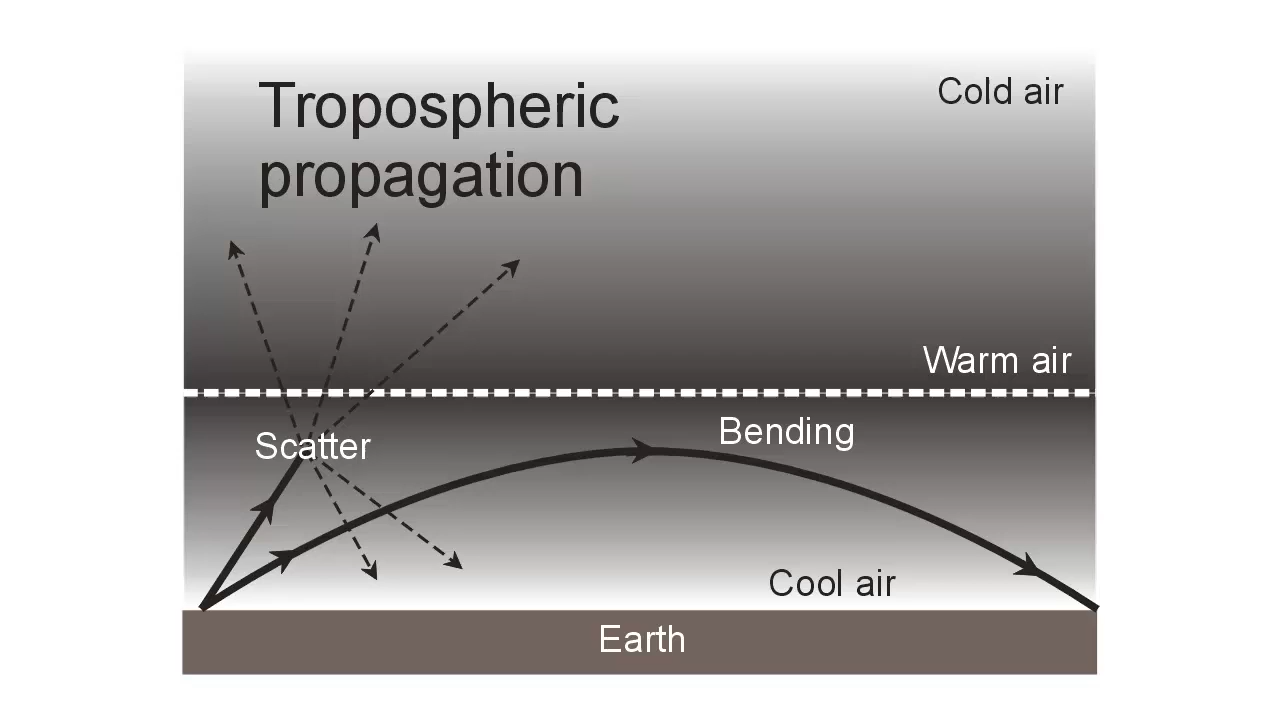 Tropospheric
propagation
Cold air
Warm air
Scatter
Bending
Cool air
Earth